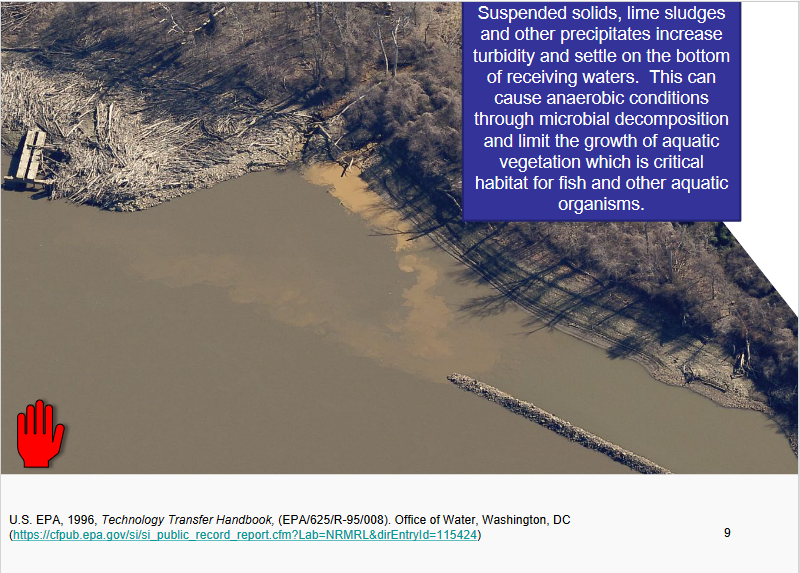 Suspended solids, lime sludges
and other precipitates increase
turbidity and settle on the bottom
of receiving waters.  This can
cause anaerobic conditions
through microbial decomposition
and limit the growth of aquatic
vegetation which is critical
habitat for fish and other aquatic
organisms.
U.S. EPA, 1996, Technology Transfer Handbook, (EPA/625/R-95/008). Office of Water, Washington, DC
(https://cfpub.epa.gov/si/si_public_record_report.cfm?Lab=NRMRL&dirEntryId=115424)
9